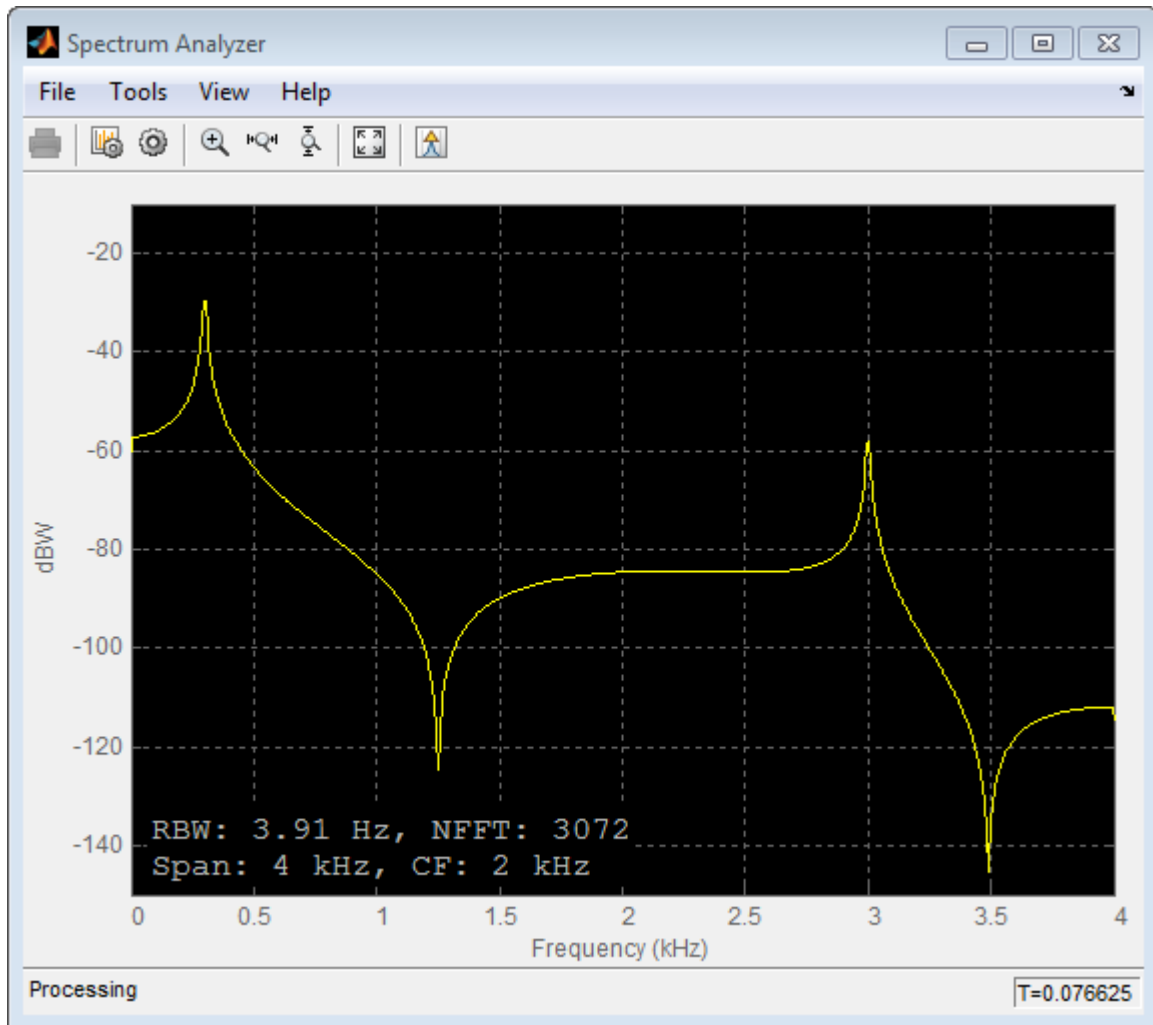 Spectrum Analyzer
File Tools View Help
-20
-40
-60
-80
-100
-120
-140
dBW
RBW: 3.91 Hz, NFFT: 3072
Span: 4 kHz, CF: 2 kHz
0 0.5 1 1.5 2 2.5 3 3.5 4
Frequency (kHz)
Processing T=0.076625